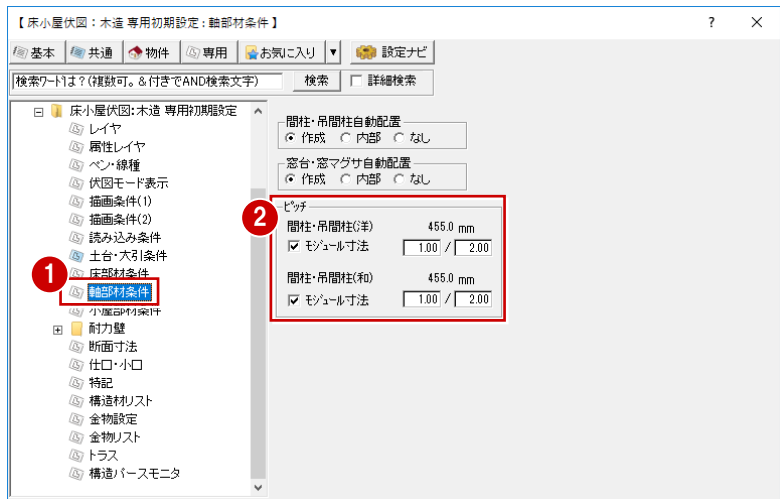 【 床小屋伏図：木造 専用初期設定：軸部材条件 】
? ×
基本 共通 物件 専用 お気に入り ▼ 設定ナビ
検索ワードは？(複数可。＆付きでAND検索文字) 検索 詳細検索
床小屋伏図：木造 専用初期設定
レイヤ
属性レイヤ
ペン・線種
伏図モード表示
描画条件(1)
描画条件(2)
読み込み条件
土台・大引条件
床部材条件
1
軸部材条件
小屋部材条件
耐力壁
断面寸法
仕口・小口
特記
構造材リスト
金物設定
金物リスト
トラス
構造パースモニタ
間柱・吊間柱自動配置
作成 内部 なし
窓台・窓マグサ自動配置
作成 内部 なし
2
ピッチ
間柱・吊間柱(洋) 455.0 mm
モジュール寸法 1.00 / 2.00
間柱・吊間柱(和) 455.0 mm
モジュール寸法 1.00 / 2.00